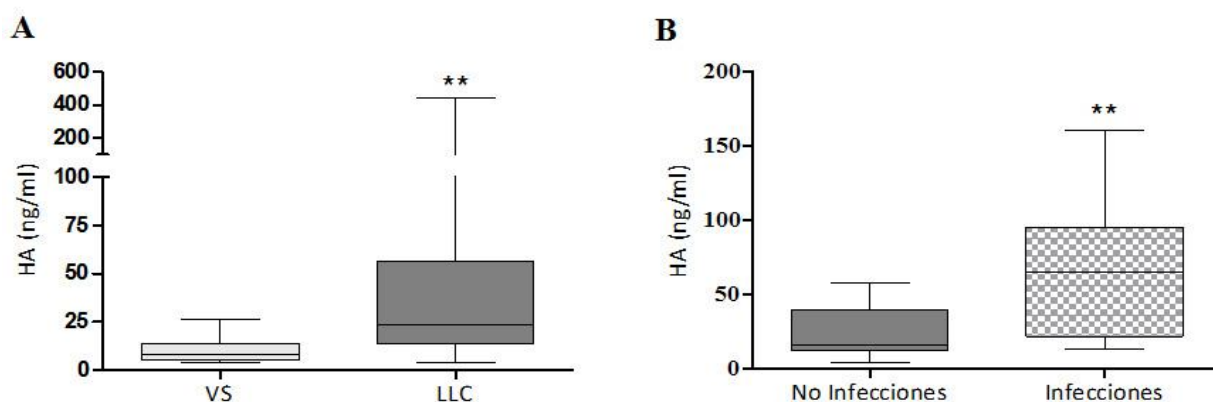 A
HA (ng/ml)
600
400
200
100
75
50
25
0
**
VS
LLC
B
HA (ng/ml)
200
150
100
50
0
**
No Infecciones
Infecciones